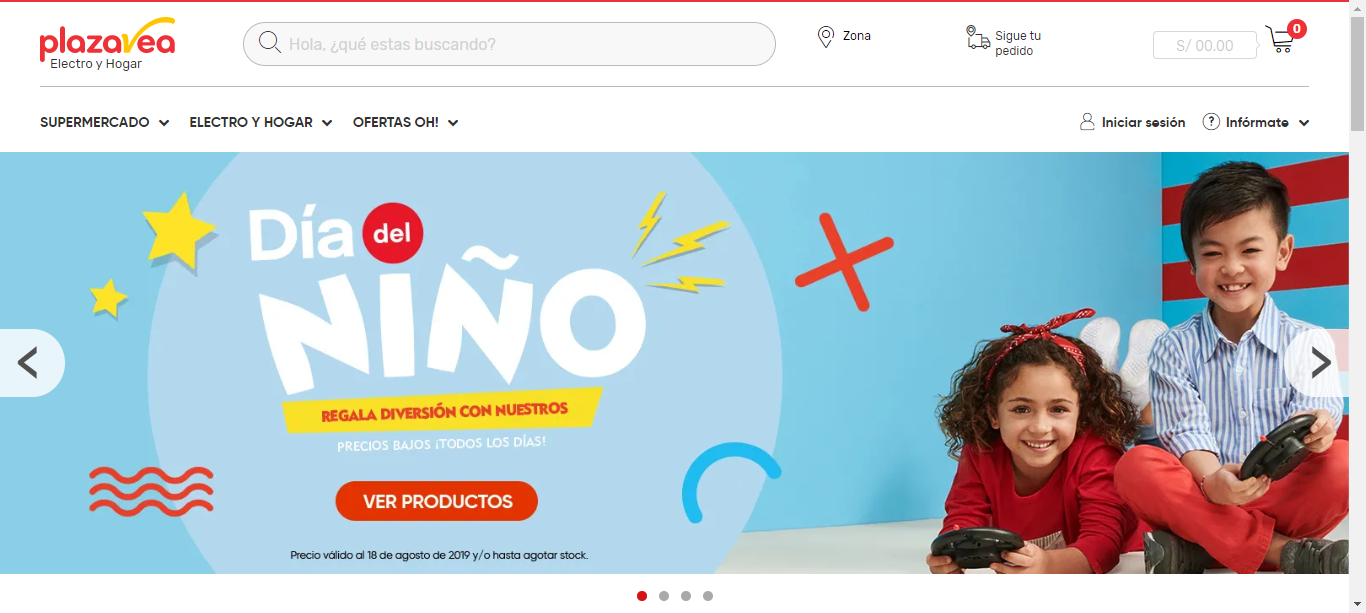 plazavea
Electro y Hogar
Hola, ¿qué estas buscando?
Zona
Sigue tu
pedido
S/ 00.00
0
SUPERMERCADO
ELECTRO Y HOGAR
OFERTAS OH!
Iniciar sesión
? Infórmate
Día del
NIÑO
REGALA DIVERSIÓN CON NUESTROS
PRECIOS BAJOS ¡TODOS LOS DÍAS!
VER PRODUCTOS
Precio válido al 18 de agosto de 2019 y/o hasta agotar stock.